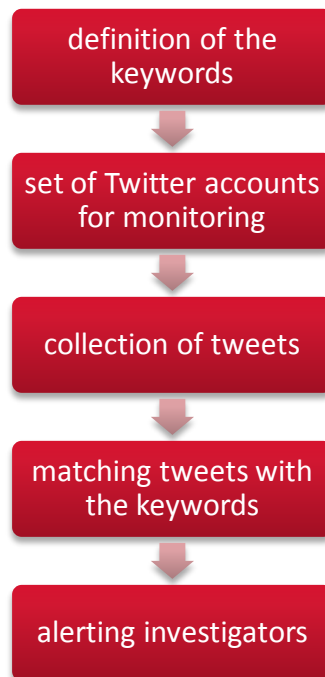 definition of the
keywords
set of Twitter accounts
for monitoring
collection of tweets
matching tweets with
the keywords
alerting investigators